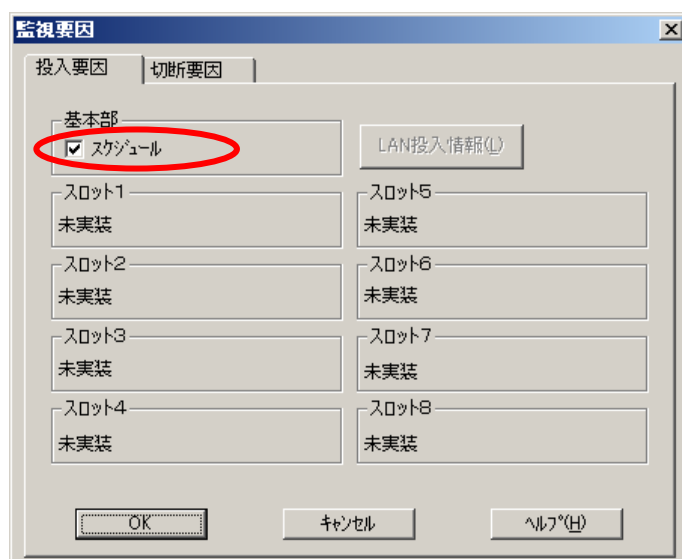 監視要因
投入要因 切断要因
基本部
スケジュール
LAN投入情報(L)
スロット1
未実装
スロット5
未実装
スロット2
未実装
スロット6
未実装
スロット3
未実装
スロット7
未実装
スロット4
未実装
スロット8
未実装
OK キャンセル ヘルプ(H)